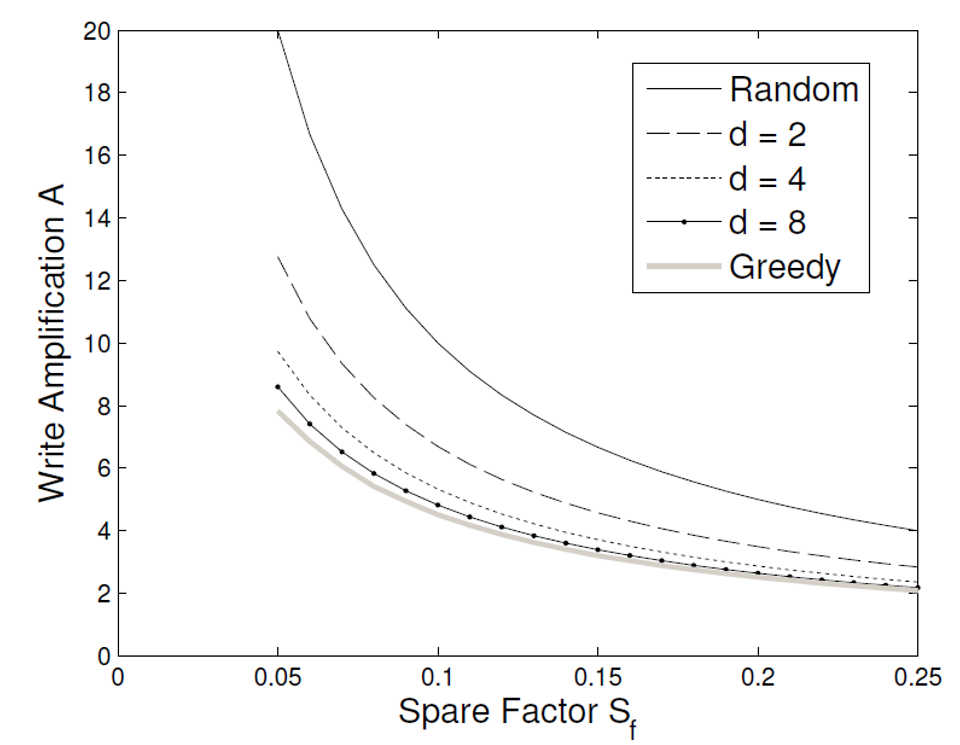 Write Amplification A
20
18
16
14
12
10
8
6
4
2
0
Random
d = 2
d = 4
d = 8
Greedy
0 0.05 0.1 0.15 0.2 0.25
Spare Factor S_f